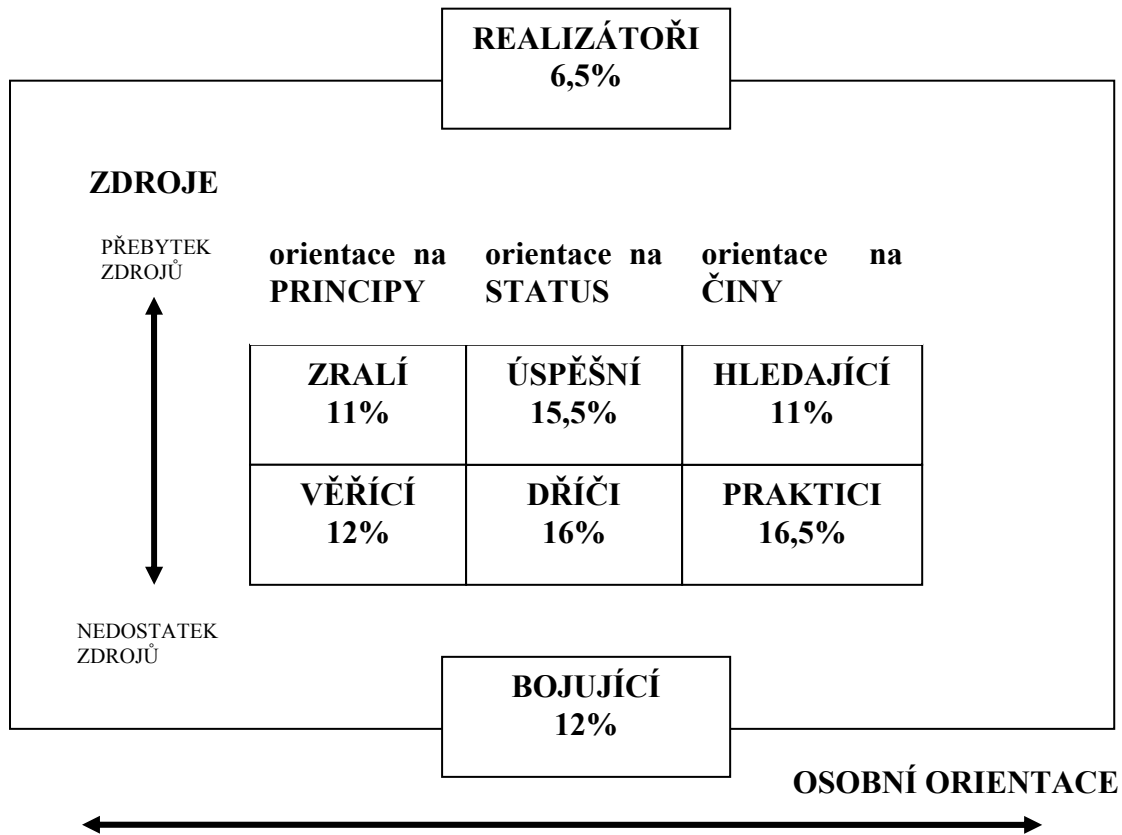 REALIZÁTOŘI
6,5%
ZDROJE
PŘEBYTEK
ZDROJŮ
orientace na
PRINCIPY
orientace na
STATUS
orientace na
ČINY
ZRALÍ
11%
ÚSPĚŠNÍ
15,5%
HLEDAJÍCÍ
11%
VĚŘÍCÍ
12%
DŘÍČI
16%
PRAKTICI
16,5%
NEDOSTATEK
ZDROJŮ
BOJUJÍCÍ
12%
OSOBNÍ ORIENTACE